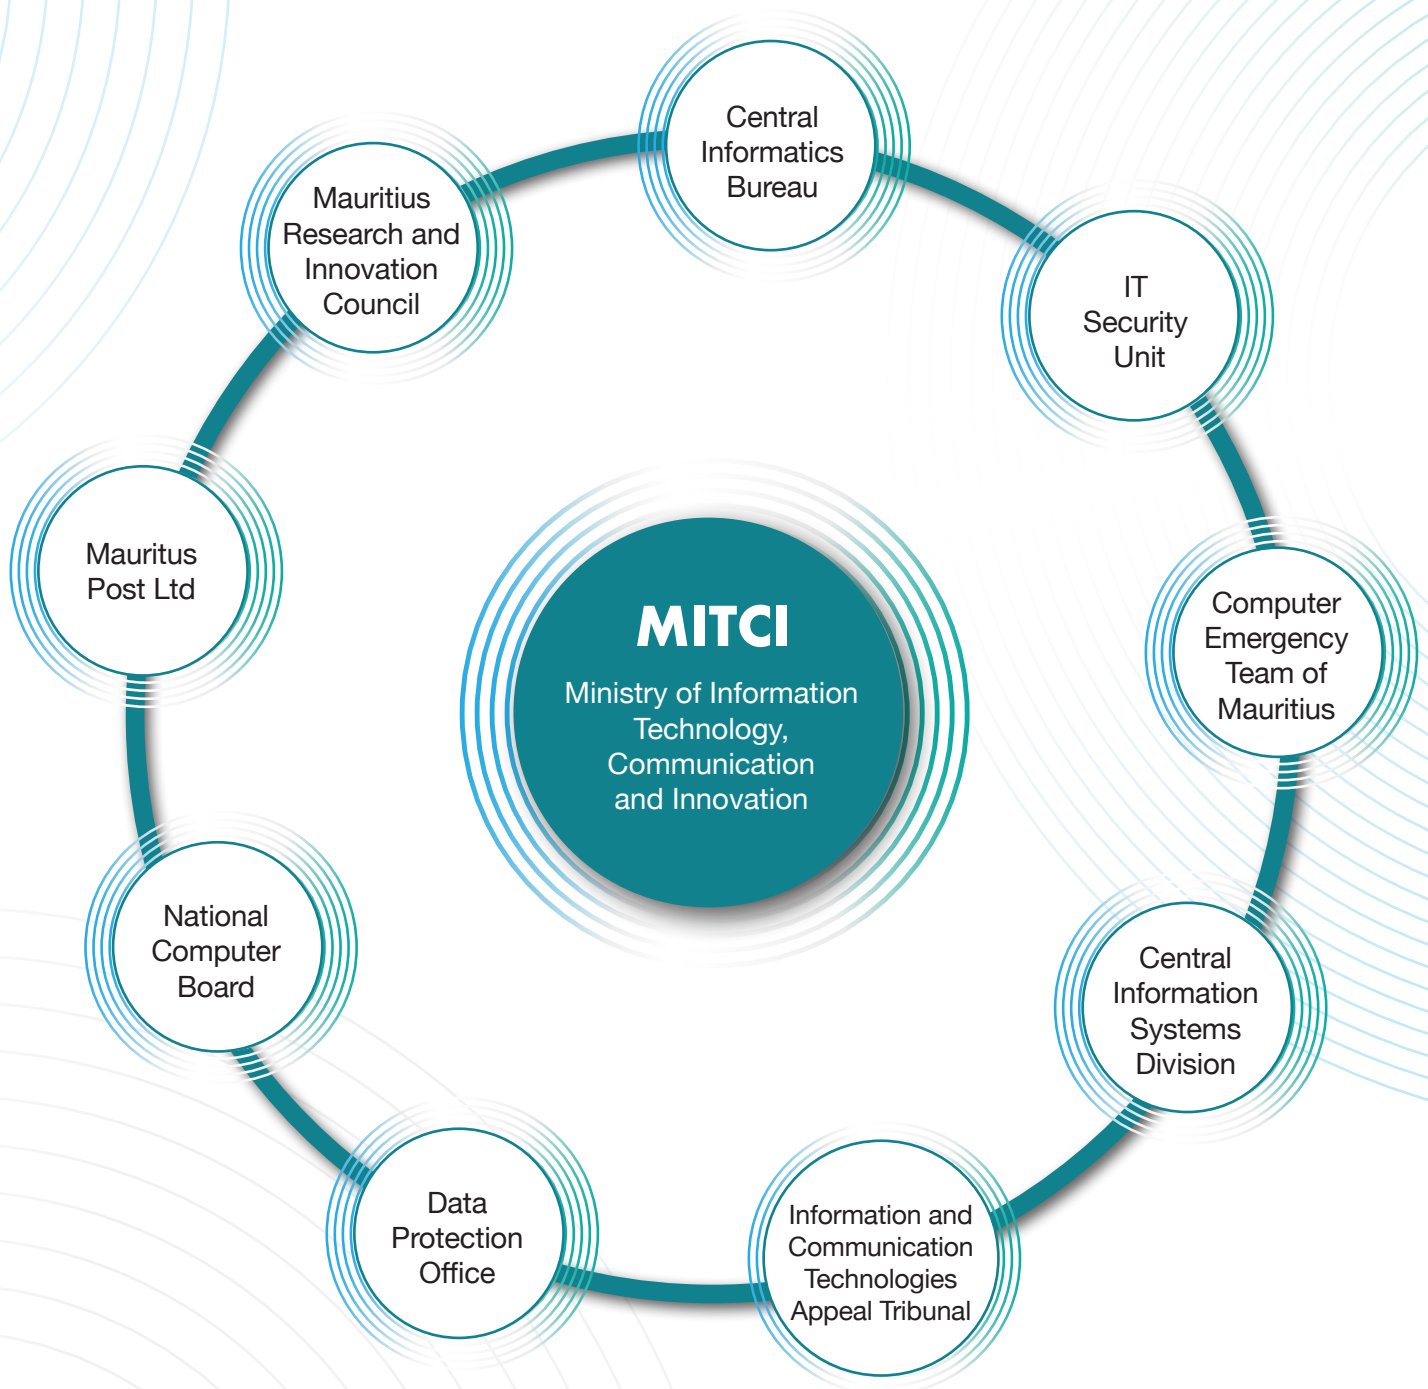 Central
Informatics
Bureau
IT
Security
Unit
Computer
Emergency
Team of
Mauritius
Central
Information
Systems
Division
Information and
Communication
Technologies
Appeal Tribunal
Data
Protection
Office
National
Computer
Board
Mauritus
Post Ltd
Mauritius
Research and
Innovation
Council
MITCI
Ministry of Information
Technology,
Communication
and Innovation